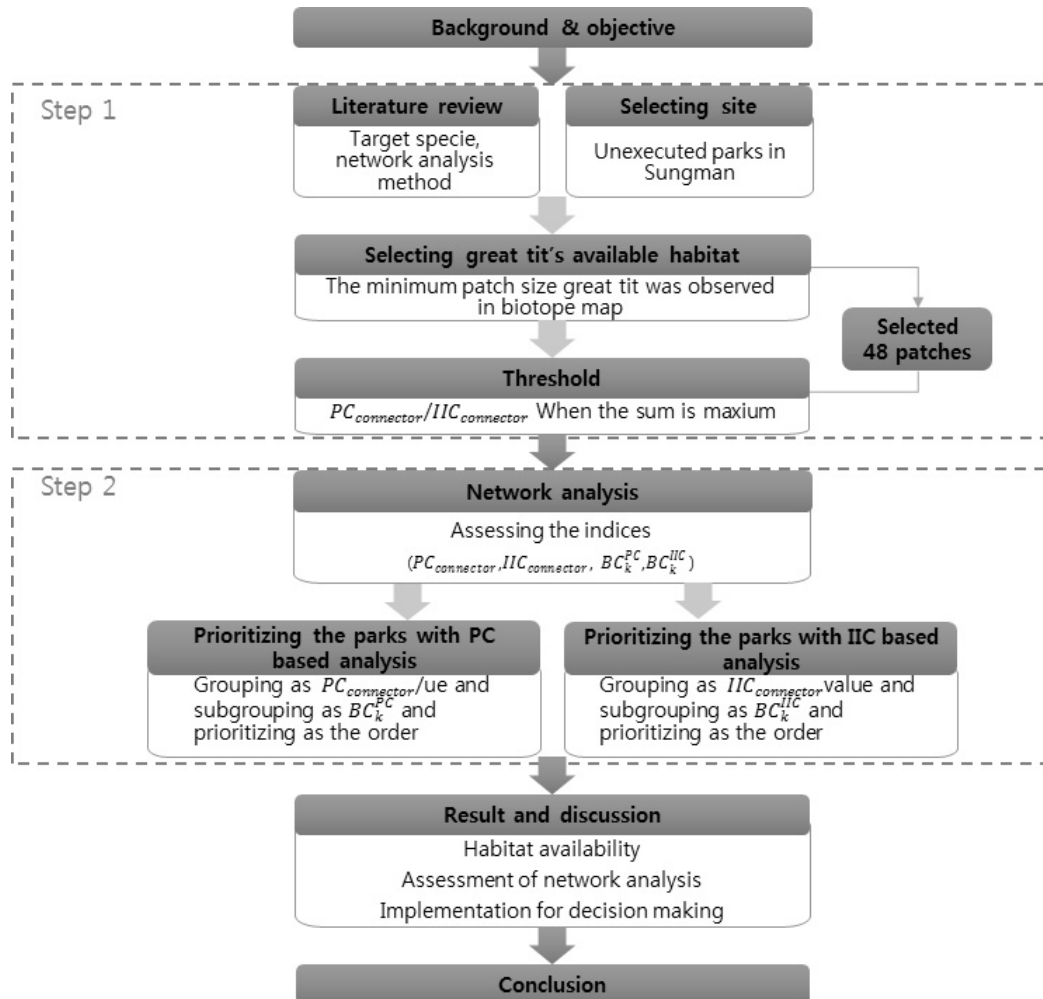 Background & objective
Step 1
Literature review
Target specie,
network analysis
method
Selecting site
Unexecuted parks in
Sungman
Selecting great tit's available habitat
The minimum patch size great tit was observed
in biotope map
Selected
48 patches
Threshold
PC_connector/IIC_connector When the sum is maxium
Step 2
Network analysis
Assessing the indices
(PC_connector,IIC_connector, BC_k^PC,BC_k^IIC)
Prioritizing the parks with PC
based analysis
Grouping as PC_connector/ue and
subgrouping as BC_k^PC and
prioritizing as the order
Prioritizing the parks with IIC based
analysis
Grouping as IIC_connector value and
subgrouping as BC_k^IIC and
prioritizing as the order
Result and discussion
Habitat availability
Assessment of network analysis
Implementation for decision making
Conclusion